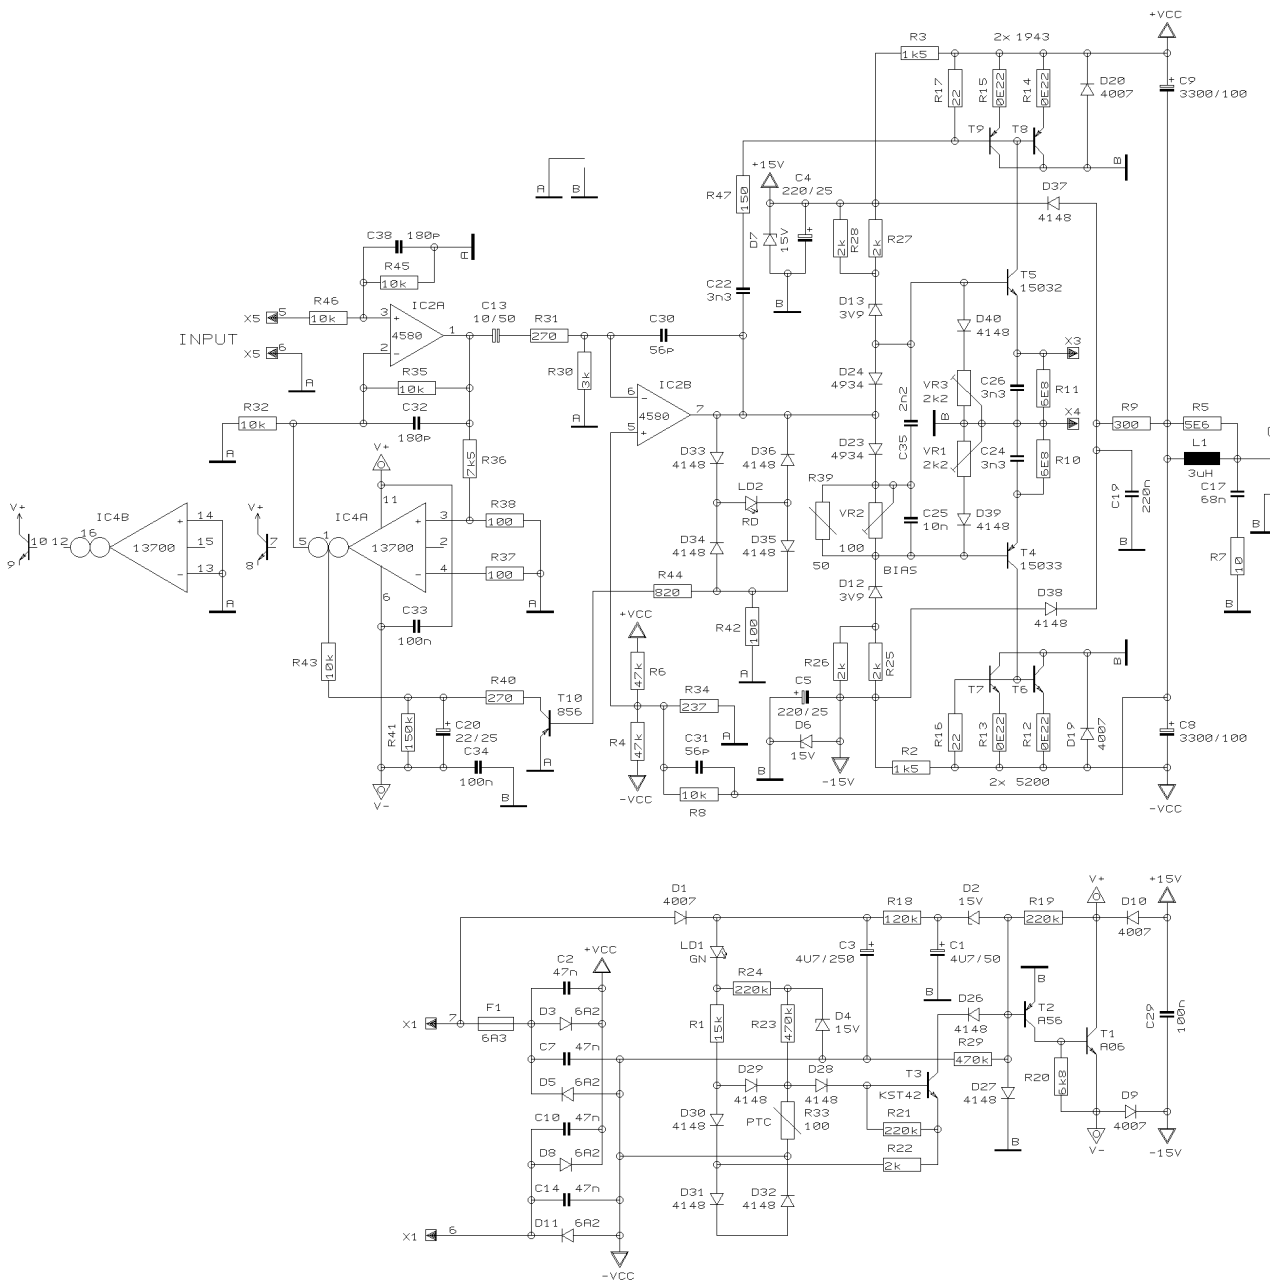 +VCC
R3
2x 1943
1k5
R17
22
R15
0E22
R14
0E22
D20
4007
C9
3300/100
T9
T8
B
A
B
+15V
C4
220/25
R47
150
D7
15V
R28
2k
R27
2k
D37
4148
B
C38
180p
A
R45
10k
IC2A
R46
10k
X5
5
INPUT
X5
6
3
2
4580
1
C13
10/50
R31
270
C30
56p
C22
3n3
D13
3V9
T5
15032
D40
4148
X3
A
R35
10k
R30
3k
IC2B
6
5
4580
7
D24
4934
2n2
C35
VR3
2k2
C26
3n3
R11
6E8
X4
R9
300
R5
5E6
R32
10k
A
C32
180p
A
D23
4934
B
VR1
2k2
C24
3n3
R10
6E8
L1
3uH
V+
R36
7k5
D33
4148
D36
4148
R39
VR2
100
50
C25
10n
D39
4148
C19
220n
B
C17
68n
B
V+
10
9
12
16
IC4B
13700
14
15
13
V+
7
8
A
5
1
IC4A
11
13700
3
2
4
6
R38
100
R37
100
A
C33
100n
LD2
RD
D34
4148
D35
4148
BIAS
T4
15033
R7
10
B
R44
820
R42
100
A
D12
3V9
D38
4148
+VCC
R6
47k
R43
10k
R40
270
T10
856
A
R41
150k
C20
22/25
C34
100n
B
V-
R4
47k
-VCC
R34
237
A
C31
56p
R8
10k
R26
2k
R25
2k
C5
220/25
D6
15V
B
-15V
R2
1k5
B
T7
T6
R16
22
R13
0E22
R12
0E22
D19
4007
2x 5200
C8
3300/100
-VCC
D1
4007
R18
120k
D2
15V
R19
220k
V+
D10
4007
+15V
+VCC
C2
47n
LD1
GN
C3
4U7/250
C1
4U7/50
B
B
R24
220k
X1
7
F1
6A3
D3
6A2
R1
15k
R23
470k
D4
15V
D26
4148
T2
A56
T1
A06
C29
100n
C7
47n
R29
470k
D5
6A2
D29
4148
D28
4148
T3
KST42
D27
4148
R20
6k8
B
D9
4007
V-
-15V
C10
47n
D30
4148
PTC
R33
100
R21
220k
D8
6A2
R22
2k
C14
47n
D31
4148
D32
4148
D11
6A2
X1
6
-VCC